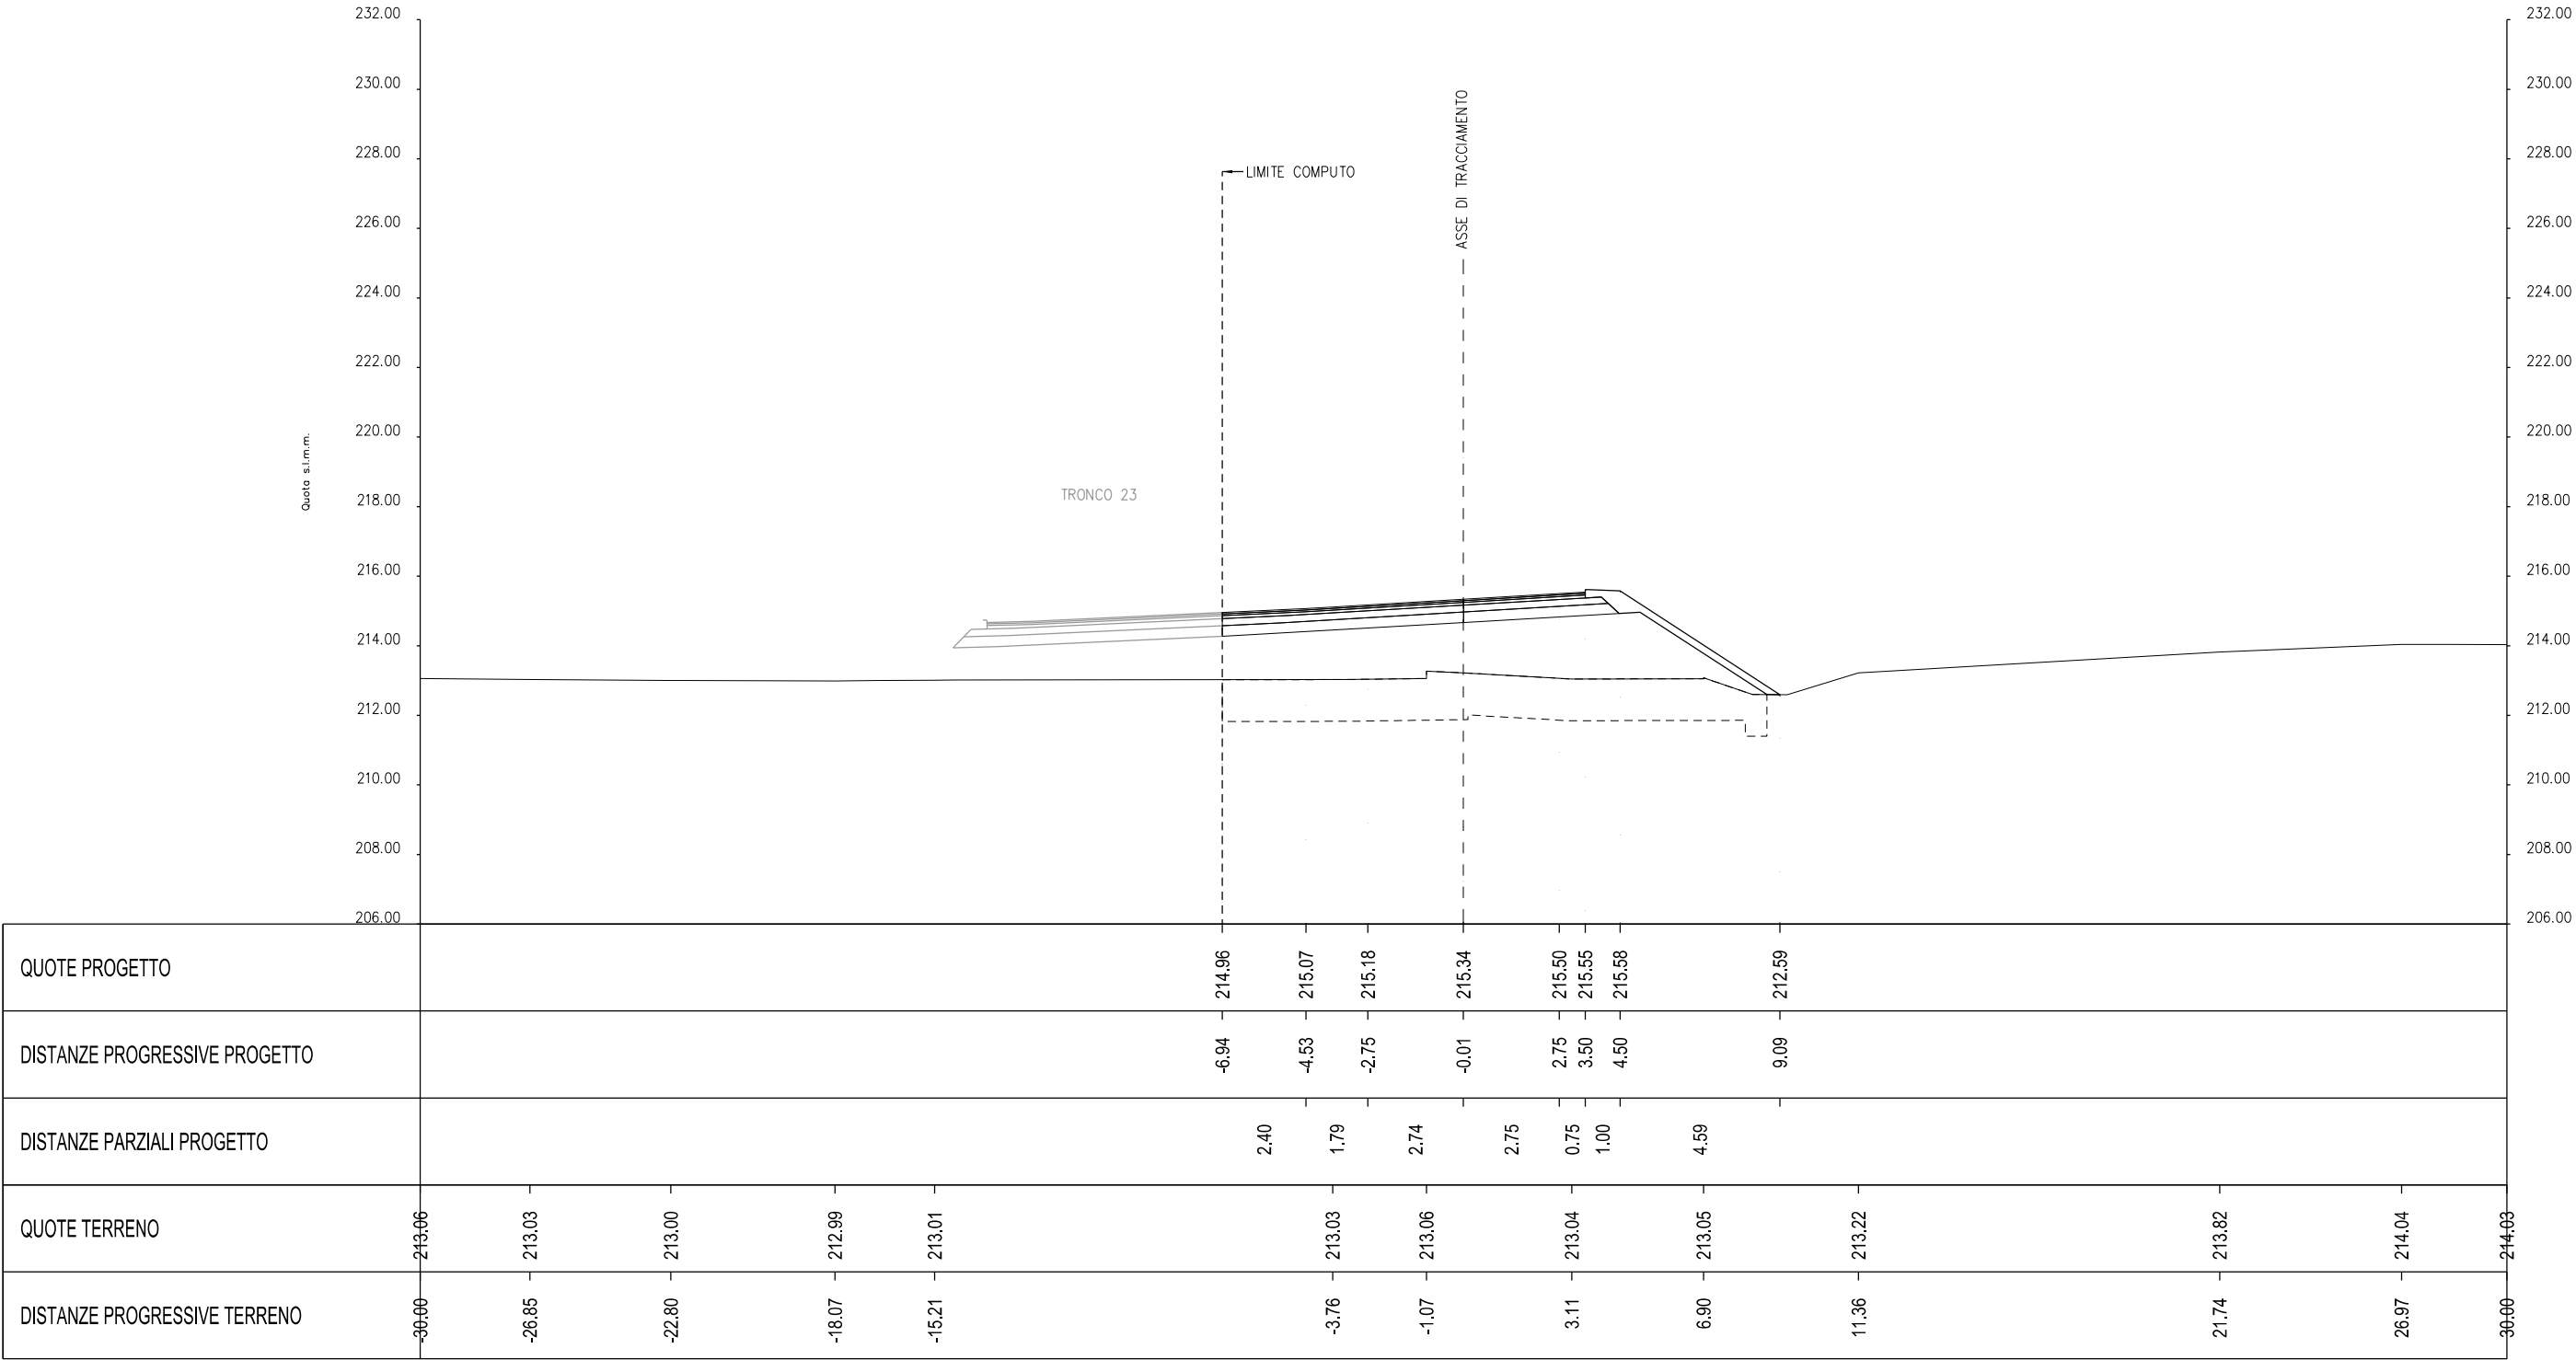 232.00 232.00
230.00 230.00
228.00 228.00
226.00 226.00
224.00 224.00
222.00 222.00
220.00 220.00
218.00 218.00
216.00 216.00
214.00 214.00
212.00 212.00
210.00 210.00
208.00 208.00
206.00 206.00
Quota s.l.m.m.
LIMITE COMPUTO
ASSE DI TRACCIAMENTO
TRONCO 23
QUOTE PROGETTO 214.96 215.07 215.18 215.34 215.50 215.55 215.58 212.59
DISTANZE PROGRESSIVE PROGETTO -6.94 -4.53 -2.75 -0.01 2.75 3.50 4.50 9.09
DISTANZE PARZIALI PROGETTO 2.40 1.79 2.74 2.75 0.75 1.00 4.59
QUOTE TERRENO 213.06 213.03 213.00 212.99 213.01 213.03 213.06 213.04 213.05 213.22 213.82 214.04 214.03
DISTANZE PROGRESSIVE TERRENO -30.00 -26.85 -22.80 -18.07 -15.21 -3.76 -1.07 3.11 6.90 11.36 21.74 26.97 30.00